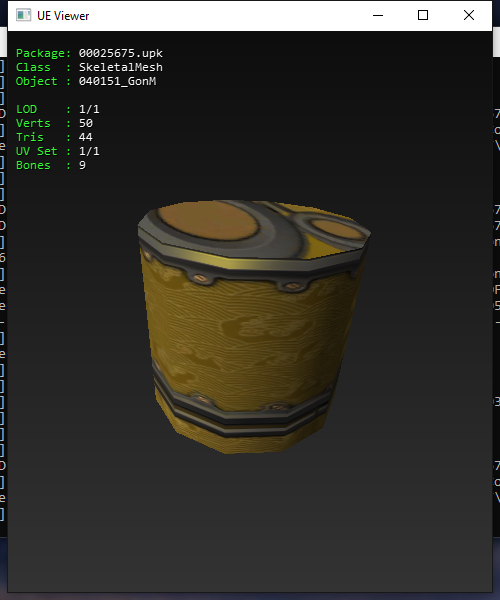 UE Viewer
Package: 00025675.upk
Class : SkeletalMesh
Object : 040151_GonM
LOD : 1/1
Verts : 50
Tris : 44
UV Set : 1/1
Bones : 9